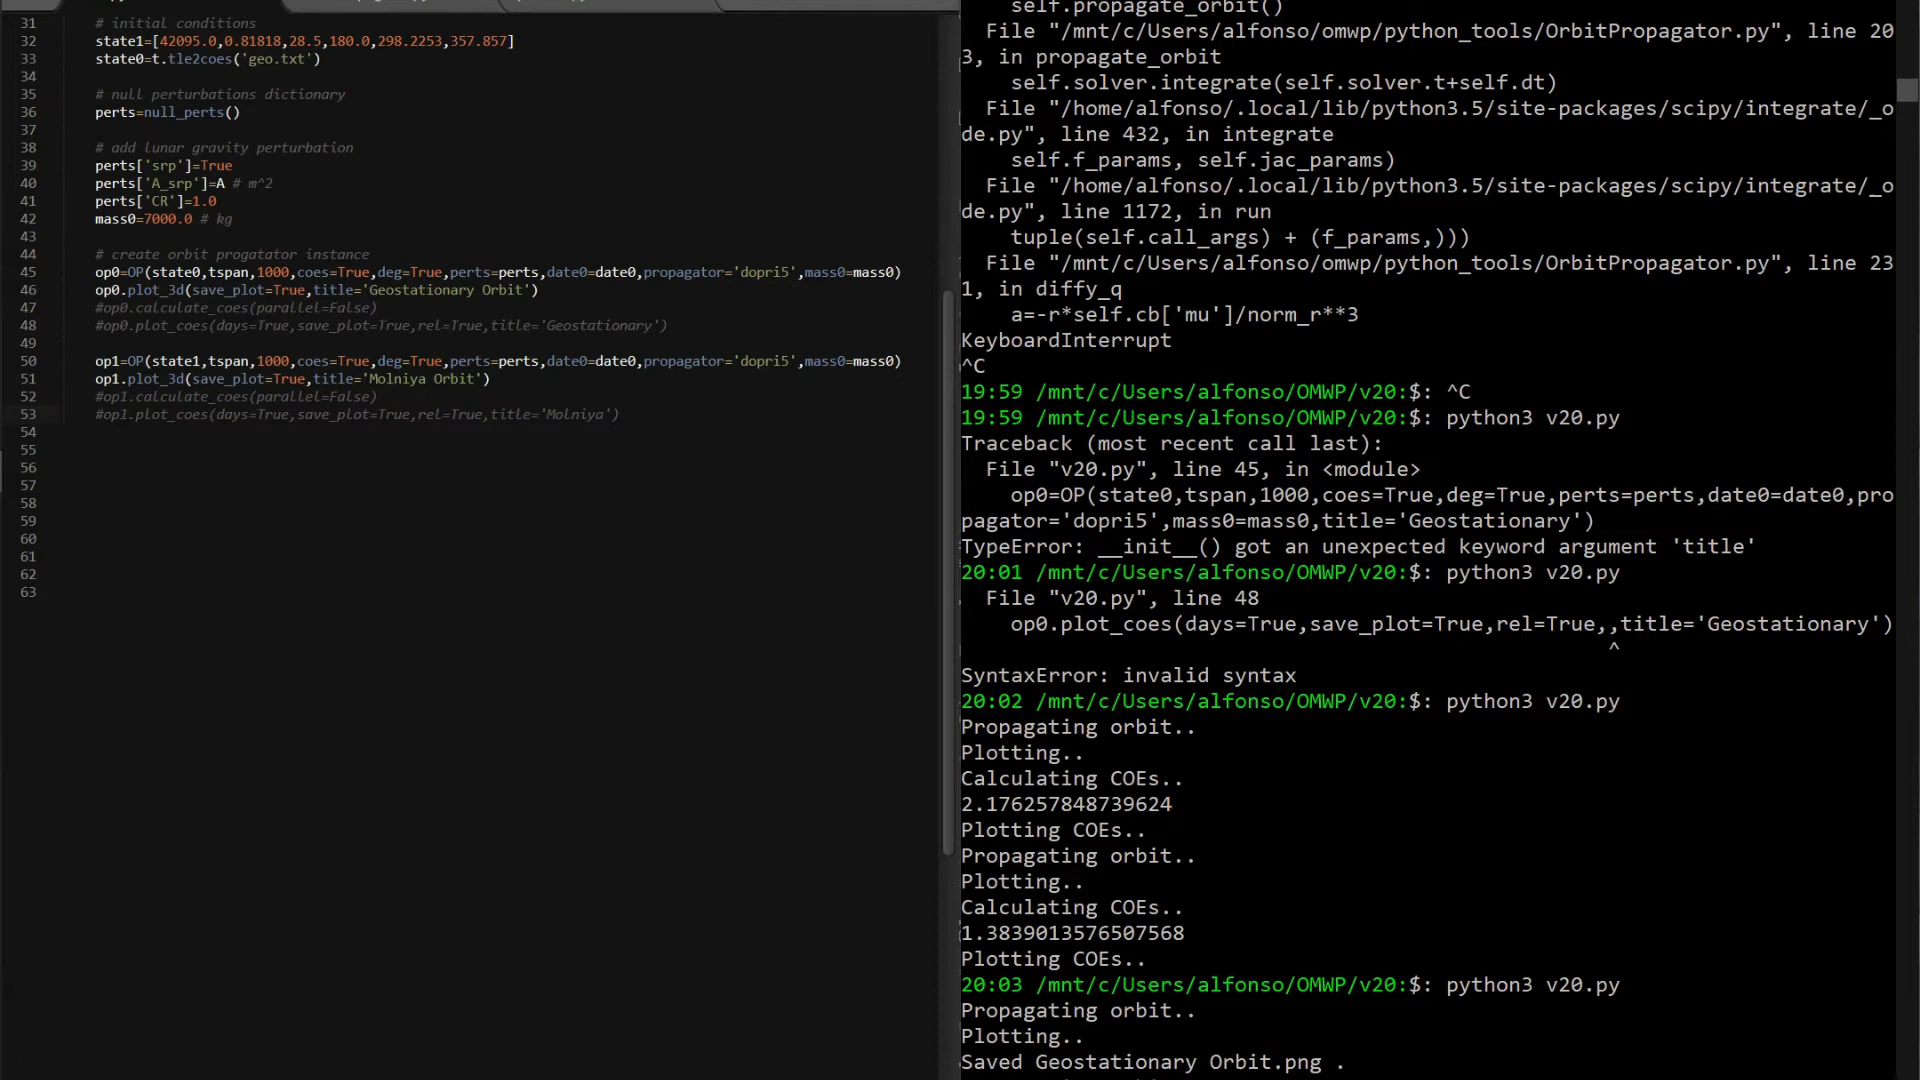 31 # initial conditions
32 state1=[42095.0,0.81818,28.5,180.0,298.2253,357.857]
33 state0=t.tle2coes('geo.txt')
34
35 # null perturbations dictionary
36 perts=null_perts()
37
38 # add lunar gravity perturbation
39 perts['srp']=True
40 perts['A_srp']=A # m^2
41 perts['CR']=1.0
42 mass0=7000.0 # kg
43
44 # create orbit progatator instance
45 op0=OP(state0,tspan,1000,coes=True,deg=True,perts=perts,date0=date0,propagator='dopri5',mass0=mass0)
46 op0.plot_3d(save_plot=True,title='Geostationary Orbit')
47 #op0.calculate_coes(parallel=False)
48 #op0.plot_coes(days=True,save_plot=True,rel=True,title='Geostationary')
49
50 op1=OP(state1,tspan,1000,coes=True,deg=True,perts=perts,date0=date0,propagator='dopri5',mass0=mass0)
51 op1.plot_3d(save_plot=True,title='Molniya Orbit')
52 #op1.calculate_coes(parallel=False)
53 #op1.plot_coes(days=True,save_plot=True,rel=True,title='Molniya')
54
55
56
57
58
59
60
61
62
63
self.propagate_orbit()
File "/mnt/c/Users/alfonso/omwp/python_tools/OrbitPropagator.py", line 20
3, in propagate_orbit
self.solver.integrate(self.solver.t+self.dt)
File "/home/alfonso/.local/lib/python3.5/site-packages/scipy/integrate/_o
de.py", line 432, in integrate
self.f_params, self.jac_params)
File "/home/alfonso/.local/lib/python3.5/site-packages/scipy/integrate/_o
de.py", line 1172, in run
tuple(self.call_args) + (f_params,)))
File "/mnt/c/Users/alfonso/omwp/python_tools/OrbitPropagator.py", line 23
1, in diffy_q
a=-r*self.cb['mu']/norm_r**3
KeyboardInterrupt
^C
19:59 /mnt/c/Users/alfonso/OMWP/v20:$: ^C
19:59 /mnt/c/Users/alfonso/OMWP/v20:$: python3 v20.py
Traceback (most recent call last):
File "v20.py", line 45, in <module>
op0=OP(state0,tspan,1000,coes=True,deg=True,perts=perts,date0=date0,pro
pagator='dopri5',mass0=mass0,title='Geostationary')
TypeError: __init__() got an unexpected keyword argument 'title'
20:01 /mnt/c/Users/alfonso/OMWP/v20:$: python3 v20.py
File "v20.py", line 48
op0.plot_coes(days=True,save_plot=True,rel=True,,title='Geostationary')
^
SyntaxError: invalid syntax
20:02 /mnt/c/Users/alfonso/OMWP/v20:$: python3 v20.py
Propagating orbit..
Plotting..
Calculating COEs..
2.176257848739624
Plotting COEs..
Propagating orbit..
Plotting..
Calculating COEs..
1.3839013576507568
Plotting COEs..
20:03 /mnt/c/Users/alfonso/OMWP/v20:$: python3 v20.py
Propagating orbit..
Plotting..
Saved Geostationary Orbit.png .